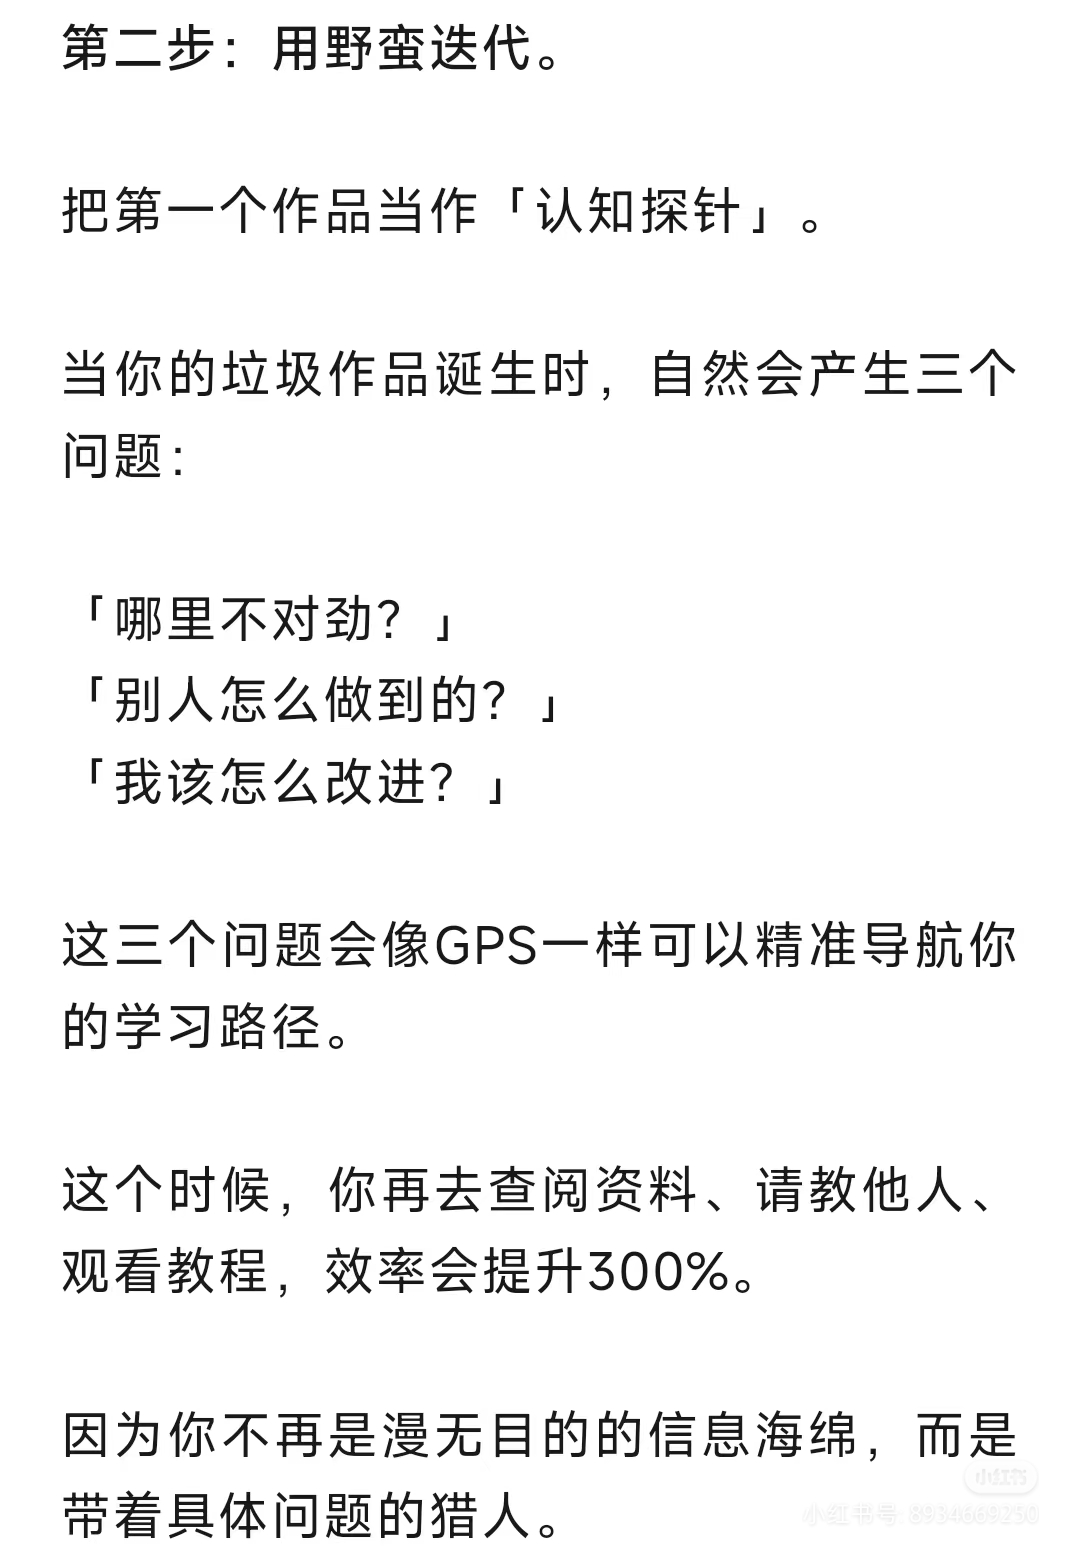 第二步：用野蛮迭代。
把第一个作品当作「认知探针」。
当你的垃圾作品诞生时，自然会产生三个
问题：
「哪里不对劲？」
「别人怎么做到的？」
「我该怎么改进？」
这三个问题会像GPS一样可以精准导航你
的学习路径。
这个时候，你再去查阅资料、请教他人、
观看教程，效率会提升300%。
因为你不再是漫无目的的信息海绵，而是
带着具体问题的猎人。
小红书
小红书号: 8934669250